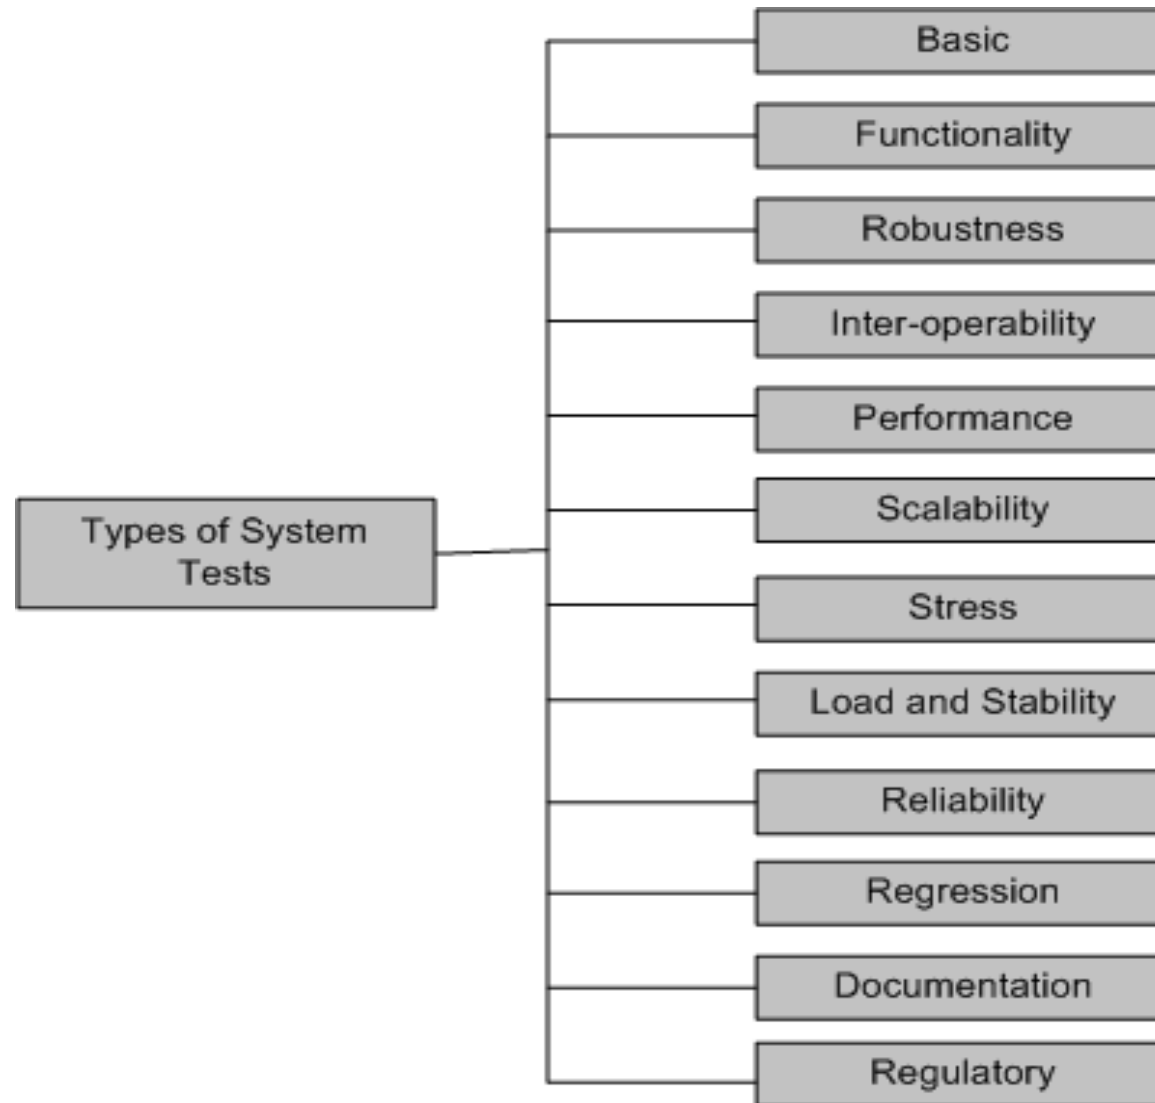 Basic
Functionality
Robustness
Inter-operability
Performance
Scalability
Types of System
Tests
Stress
Load and Stability
Reliability
Regression
Documentation
Regulatory